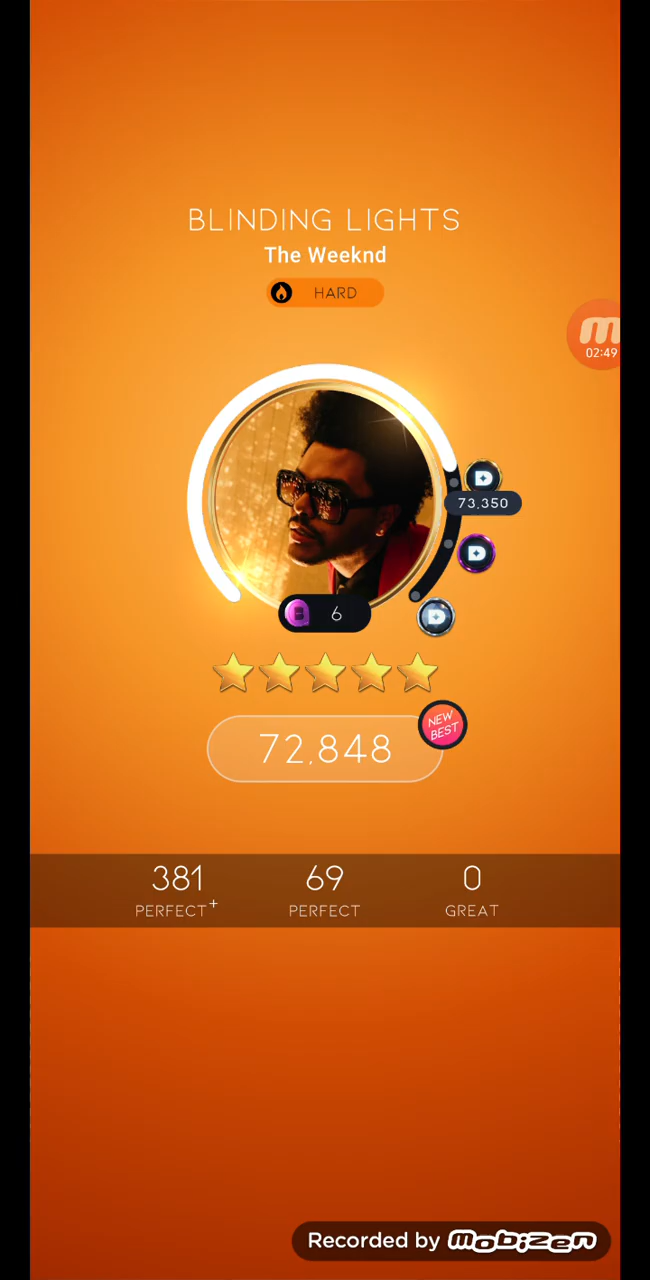 BLINDING LIGHTS
The Weeknd
HARD
m
02:49
D
73,350
D
D
B 6
NEW
BEST
72,848
381 69 0
PERFECT+ PERFECT GREAT
Recorded by mobizen